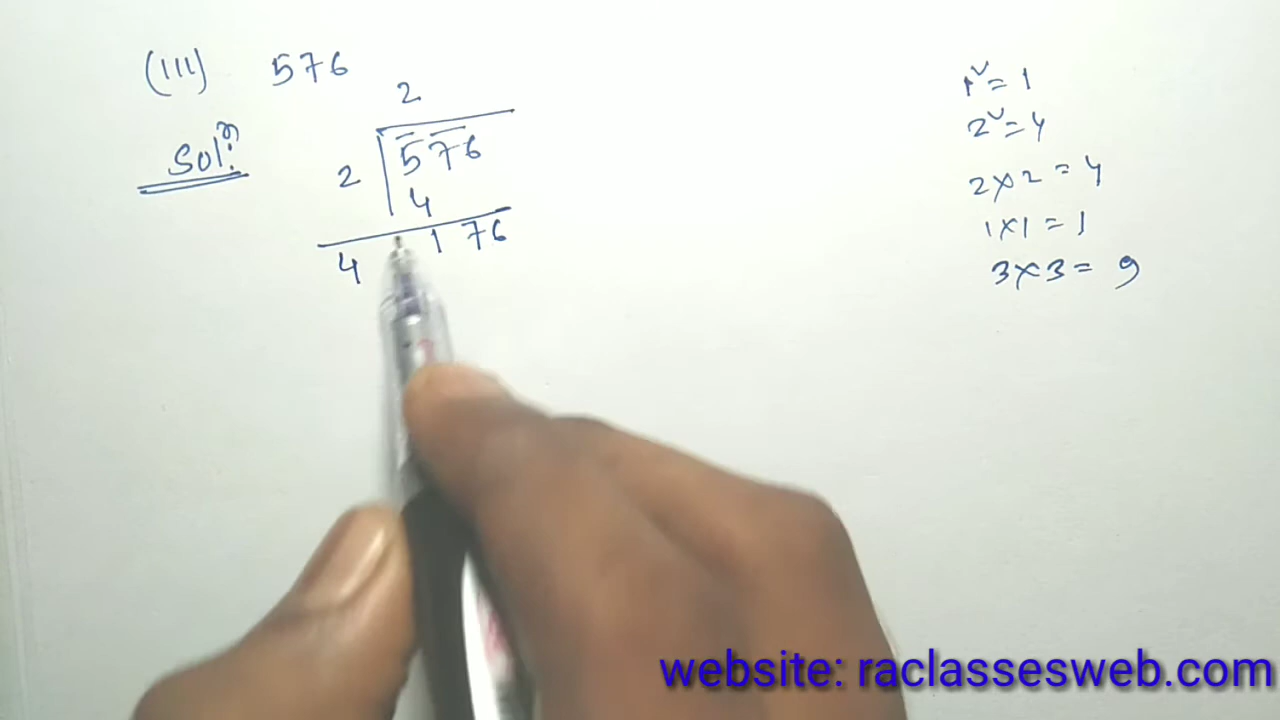 (III) 576
Solⁿ:
2
2 576
4
4 176
1² = 1
2² = 4
2×2 = 4
1×1 = 1
3×3 = 9
website: raclassesweb.com